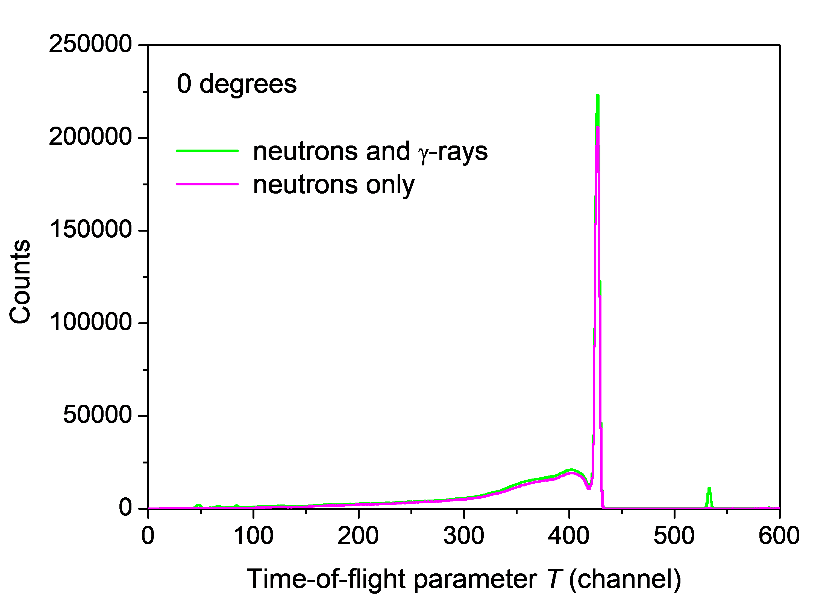 250000
200000
150000
100000
50000
0
0 degrees
neutrons and γ-rays
neutrons only
Counts
0 100 200 300 400 500 600
Time-of-flight parameter T (channel)